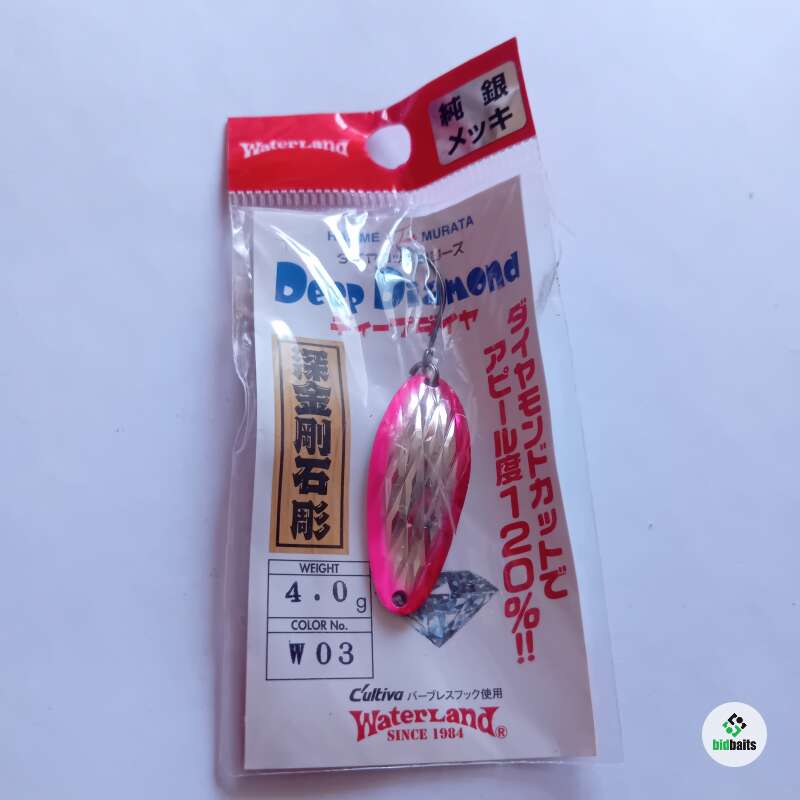 WATERLAND
純銀
メッキ
MURATA
Deep Diamond
ディープダイヤ
ダイヤモンドカットで
アピール度120%!!
深金剛石彫
WEIGHT
4.0g
COLOR No.
W03
C'ultiva バーブレスフック使用
WATERLAND®
SINCE 1984
bidbaits